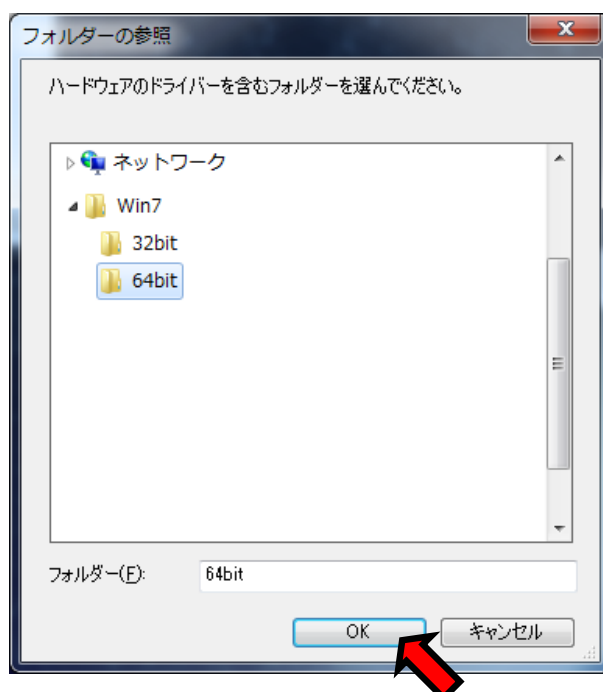 フォルダーの参照
ハードウェアのドライバーを含むフォルダーを選んでください。
ネットワーク
Win7
32bit
64bit
フォルダー(F): 64bit
OK キャンセル